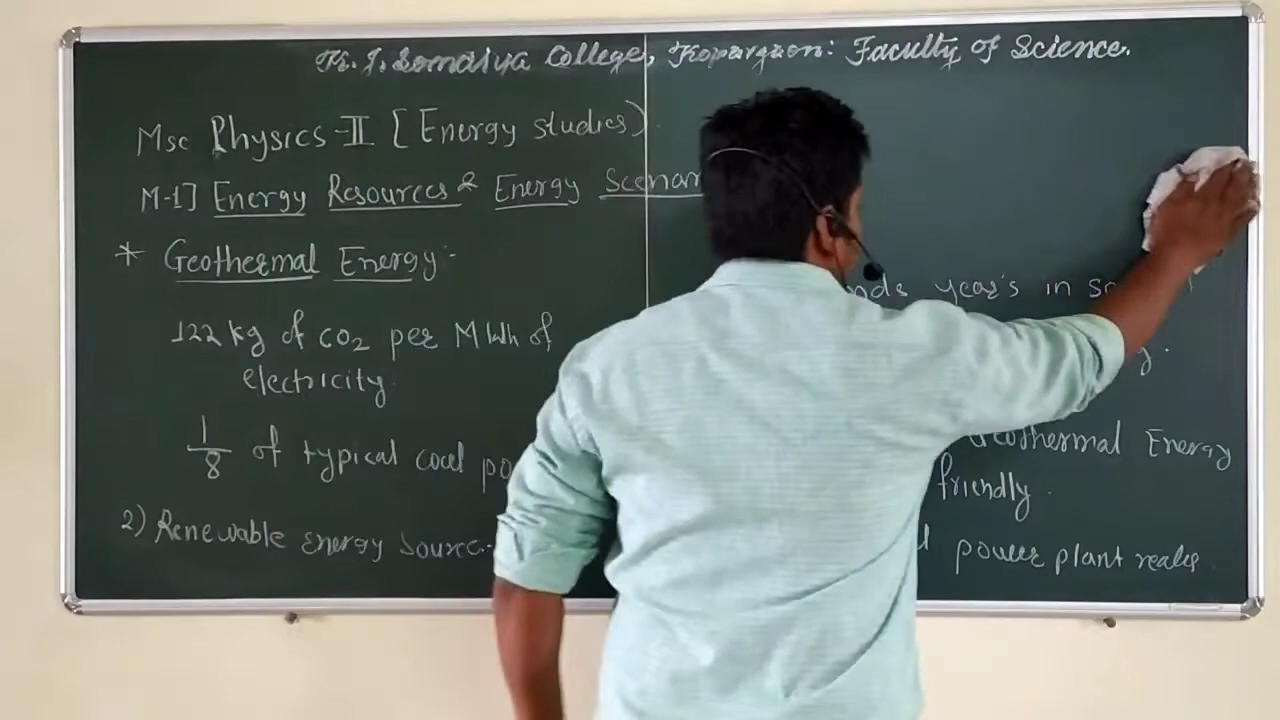 K. J. Somaiya College, Kopargaon: Faculty of Science.
Msc Physics-II [Energy studies)
M-1] Energy Resources & Energy Scenar
* Geothermal Energy:-
122 kg of CO2 per MWh of
electricity.
1/8 of typical coal po
2) Renewable energy source.
nds year's in
Geothermal Energy
friendly.
power plant reales